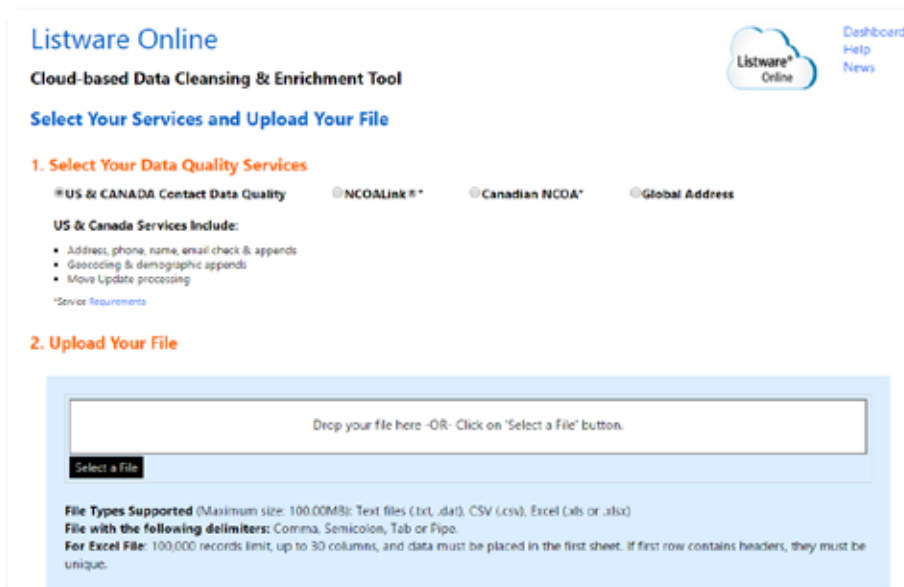 Listware Online
Dashboard
Help
News
Listware*
Online
Cloud-based Data Cleansing & Enrichment Tool
Select Your Services and Upload Your File
1. Select Your Data Quality Services
US & CANADA Contact Data Quality NCOALink®* Canadian NCOA* Global Address
US & Canada Services Include:
• Address, phone, name, email check & appends
• Geocoding & demographic appends
• Move Update processing
*Service Requirements
2. Upload Your File
Drop your file here -OR- Click on 'Select a File' button.
Select a File
File Types Supported (Maximum size: 100.00MB): Text files (.txt, .dat), CSV (.csv), Excel (.xls or .xlsx)
File with the following delimiters: Comma, Semicolon, Tab or Pipe.
For Excel File: 100,000 records limit, up to 30 columns, and data must be placed in the first sheet. If first row contains headers, they must be
unique.